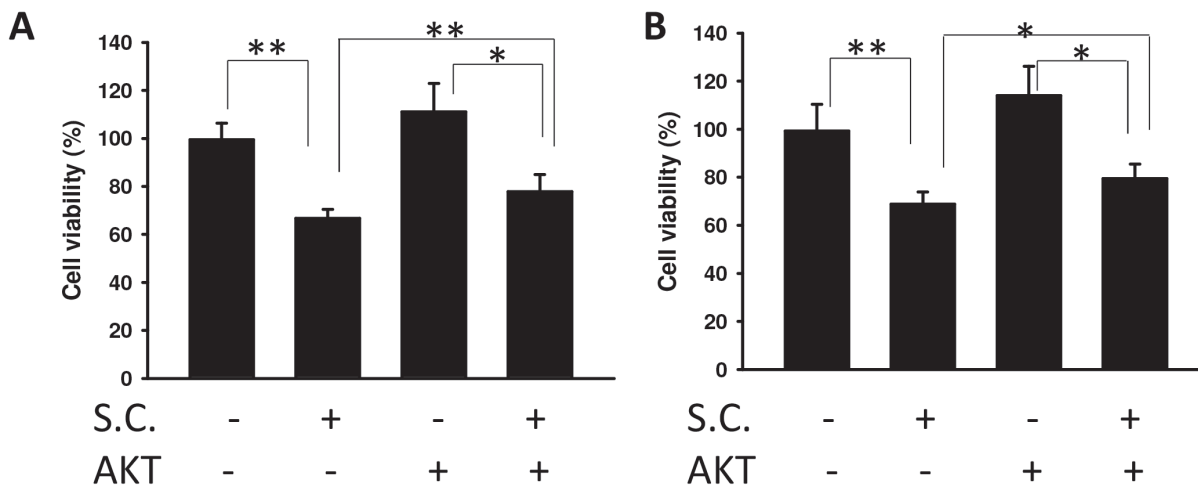 A
Cell viability (%)
140
120
100
80
60
40
20
0
** ** *
S.C. - + - +
AKT - - + +
B
Cell viability (%)
140
120
100
80
60
40
20
0
** * *
S.C. - + - +
AKT - - + +